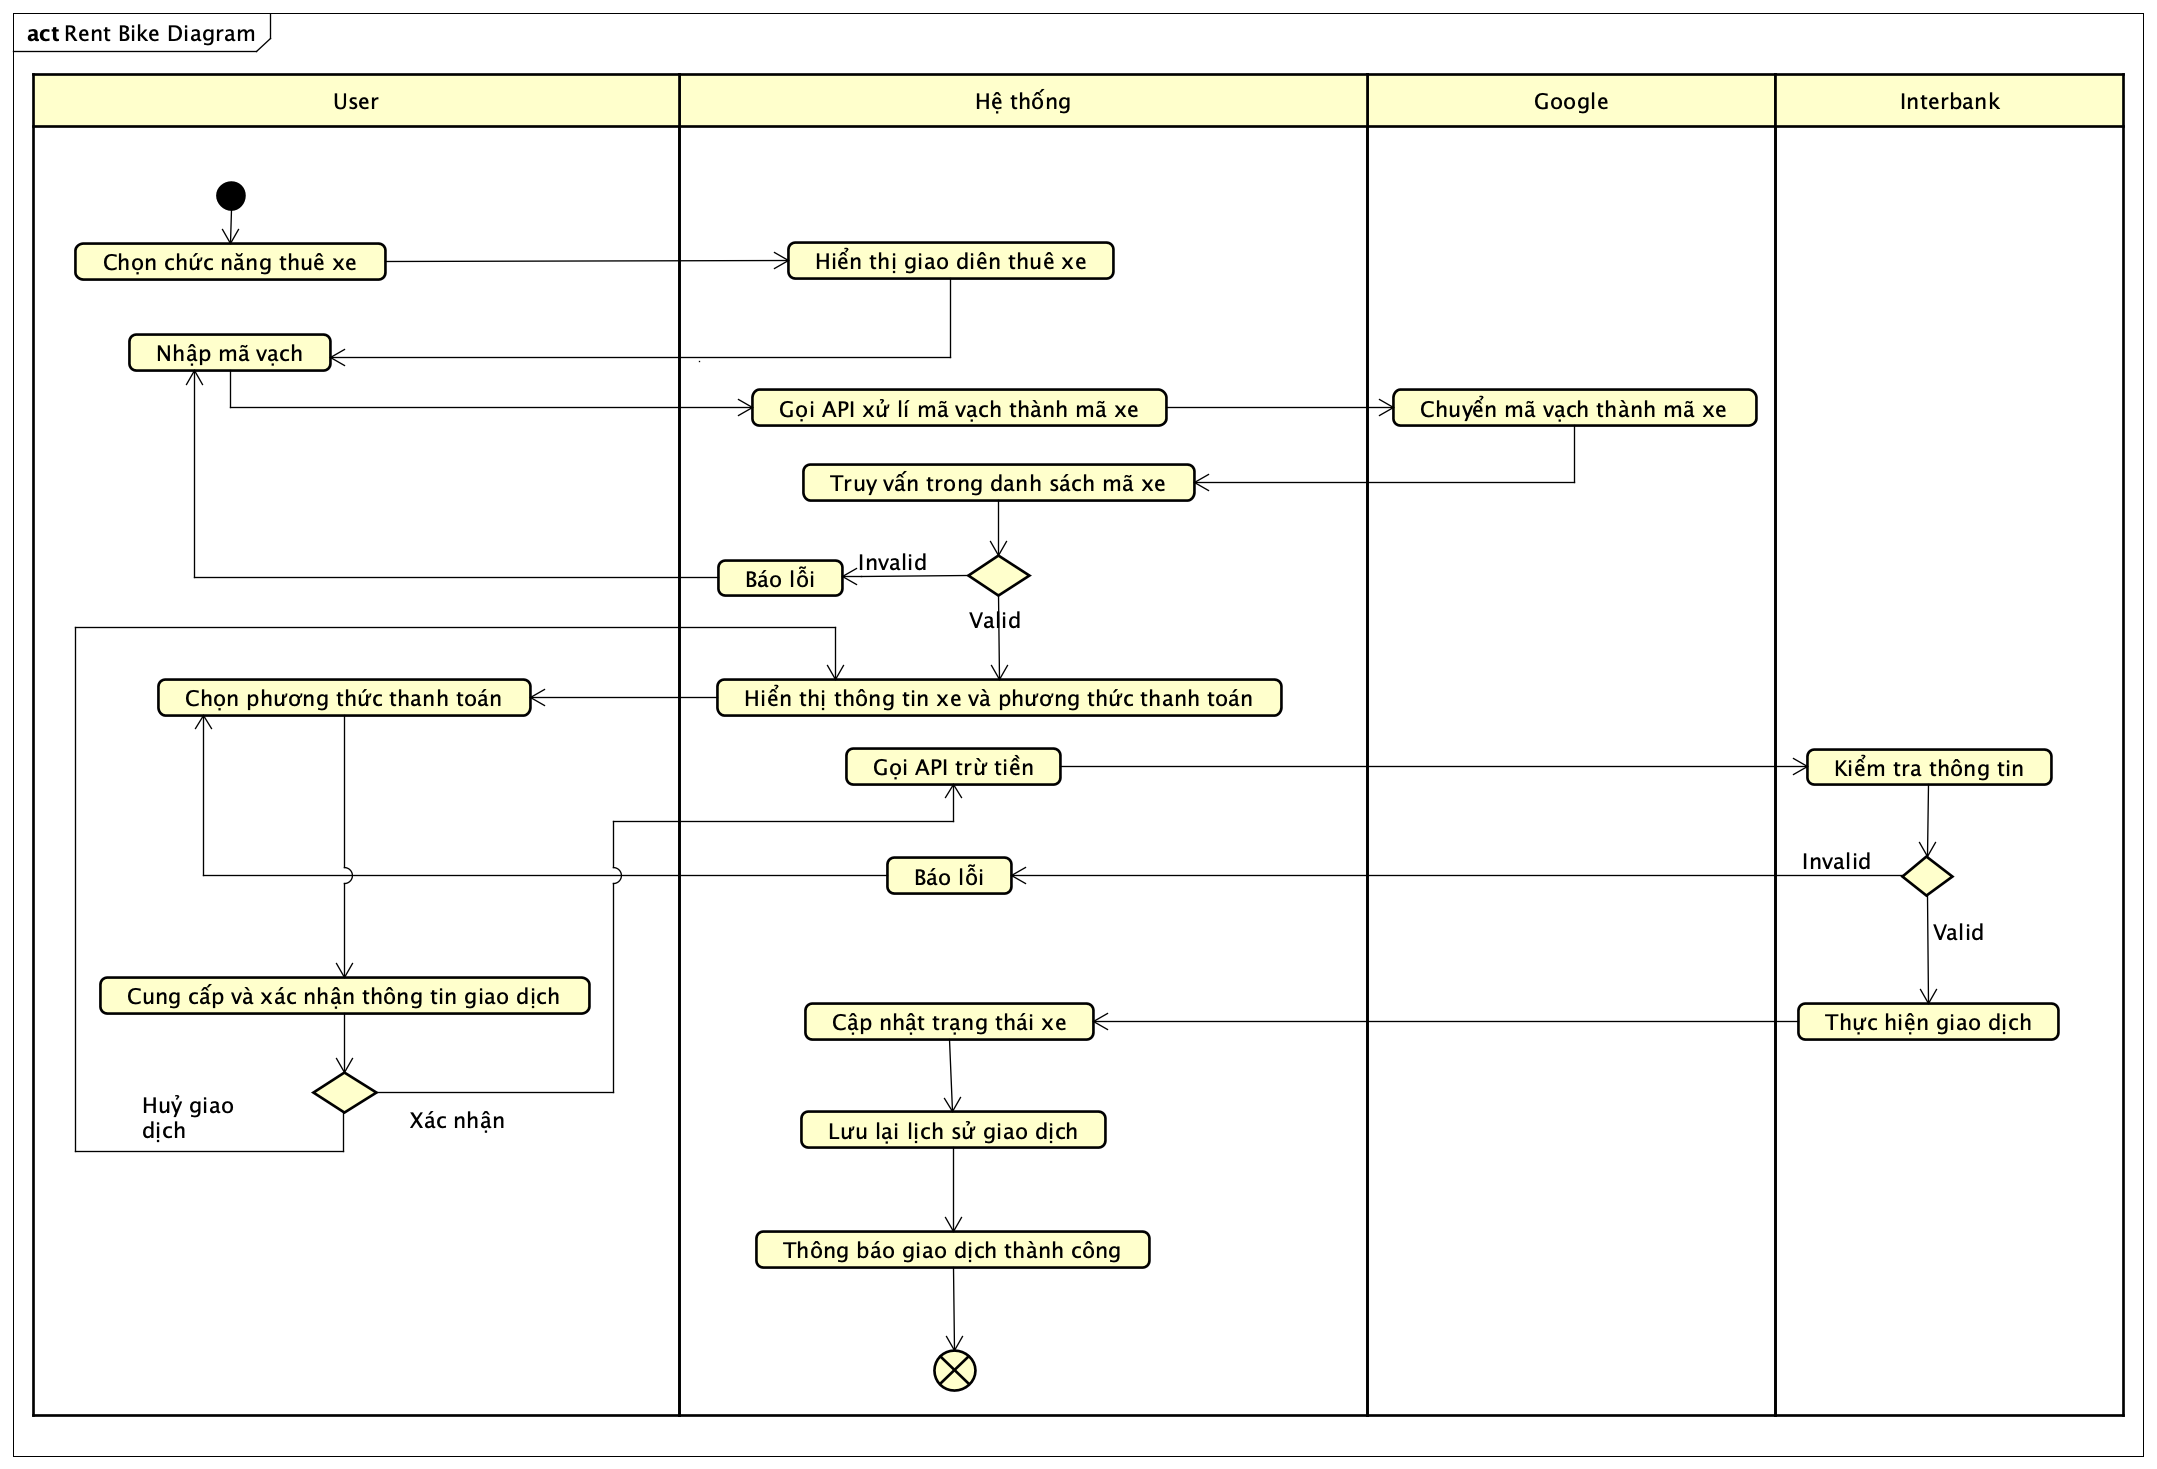 act Rent Bike Diagram
User
Hệ thống
Google
Interbank
Chọn chức năng thuê xe
Hiển thị giao diên thuê xe
Nhập mã vạch
Gọi API xử lí mã vạch thành mã xe
Chuyển mã vạch thành mã xe
Truy vấn trong danh sách mã xe
Invalid
Báo lỗi
Valid
Chọn phương thức thanh toán
Hiển thị thông tin xe và phương thức thanh toán
Gọi API trừ tiền
Kiểm tra thông tin
Invalid
Báo lỗi
Valid
Cung cấp và xác nhận thông tin giao dịch
Cập nhật trạng thái xe
Thực hiện giao dịch
Huỷ giao
dịch
Xác nhận
Lưu lại lịch sử giao dịch
Thông báo giao dịch thành công